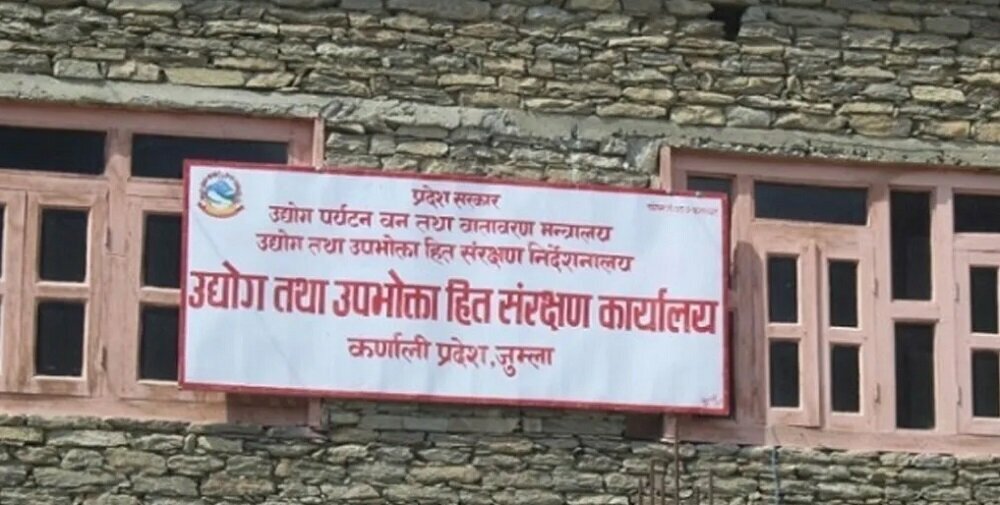 प्रदेश सरकार
उद्योग पर्यटन वन तथा वातावरण मन्त्रालय
उद्योग तथा उपभोक्ता हित संरक्षण निर्देशनालय
उद्योग तथा उपभोक्ता हित संरक्षण कार्यालय
कर्णाली प्रदेश, जुम्ला